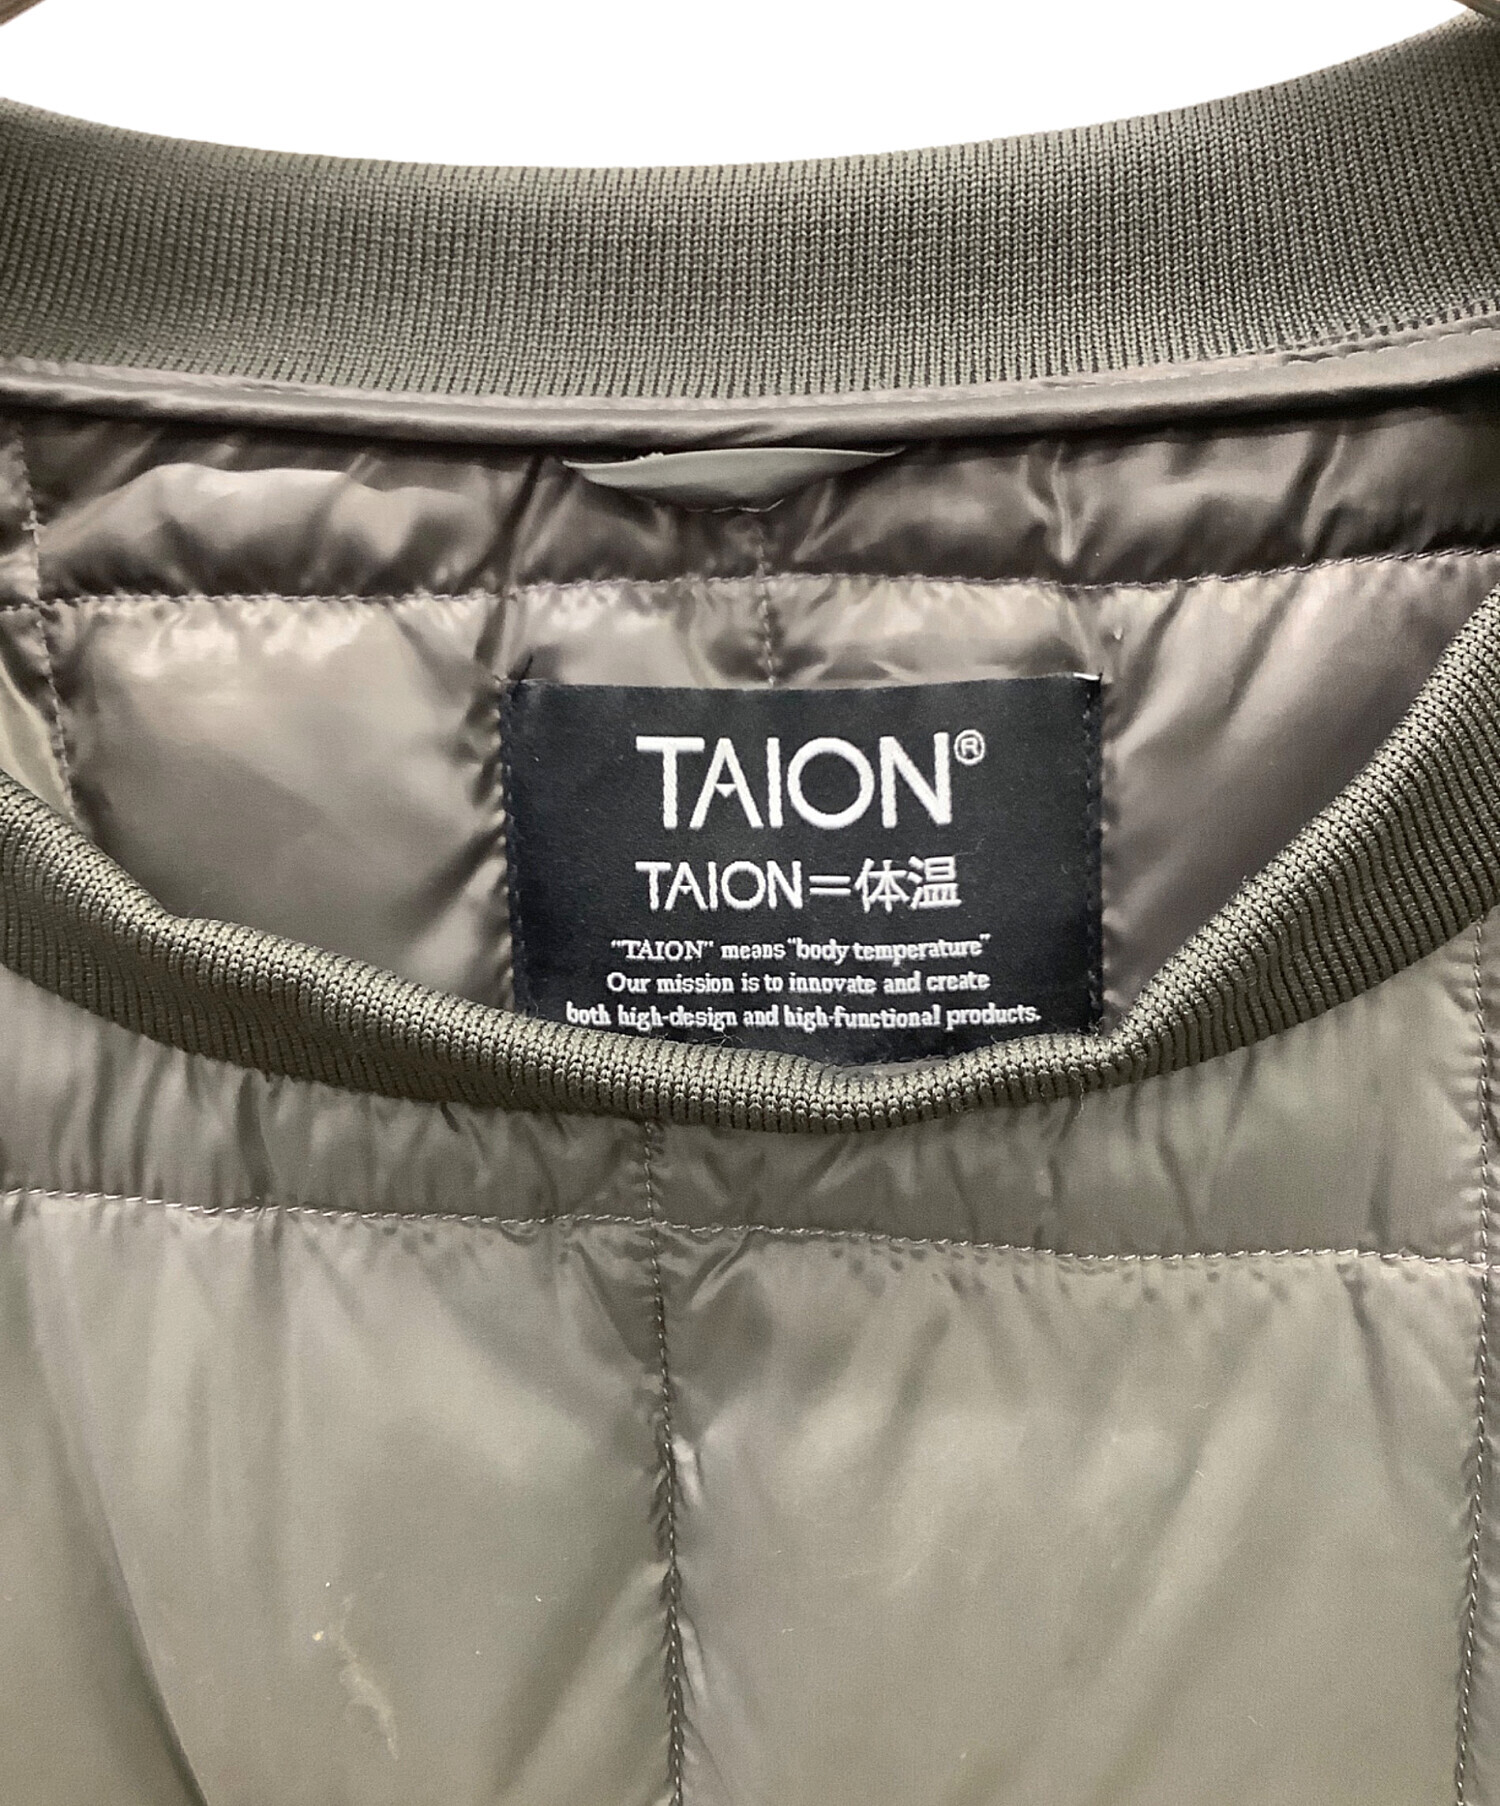 TAION®
TAION=体温
"TAION" means "body temperature"
Our mission is to innovate and create
both high-design and high-functional products.